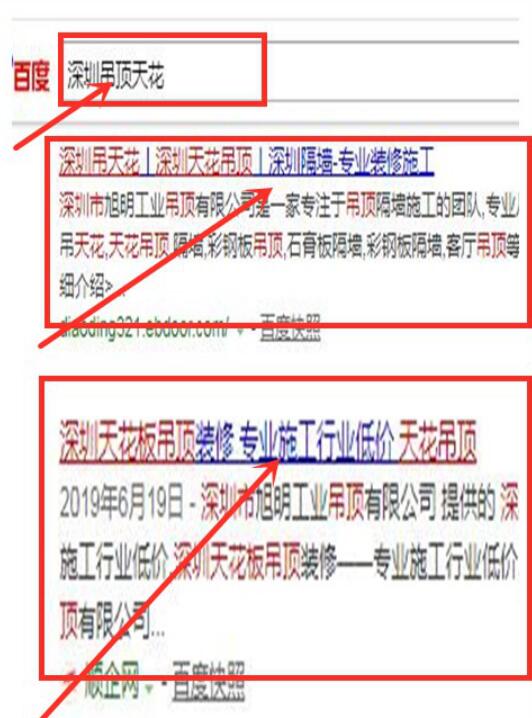 百度
深圳吊顶天花
深圳吊天花 | 深圳天花吊顶 | 深圳隔墙-专业装修施工
深圳市旭明工业吊顶有限公司是一家专注于吊顶隔墙施工的团队,专业
吊天花,天花吊顶,隔墙,彩钢板吊顶,石膏板隔墙,彩钢板隔墙,客厅吊顶等
细介绍>...
diaoding321.ebdoor.com/ - 百度快照
深圳天花板吊顶装修 专业施工行业低价 天花吊顶
2019年6月19日 - 深圳市旭明工业吊顶有限公司 提供的 深
施工行业低价,深圳天花板吊顶装修——专业施工行业低价
顶有限公司...
顺企网 - 百度快照